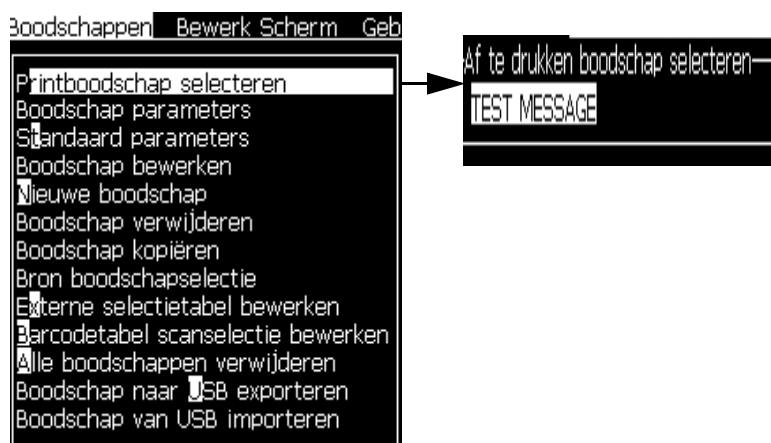 Boodschappen Bewerk Scherm Geb
Printboodschap selecteren
Boodschap parameters
Standaard parameters
Boodschap bewerken
Nieuwe boodschap
Boodschap verwijderen
Boodschap kopiëren
Bron boodschapselectie
Externe selectietabel bewerken
Barcodetabel scanselectie bewerken
Alle boodschappen verwijderen
Boodschap naar USB exporteren
Boodschap van USB importeren
Af te drukken boodschap selecteren
TEST MESSAGE